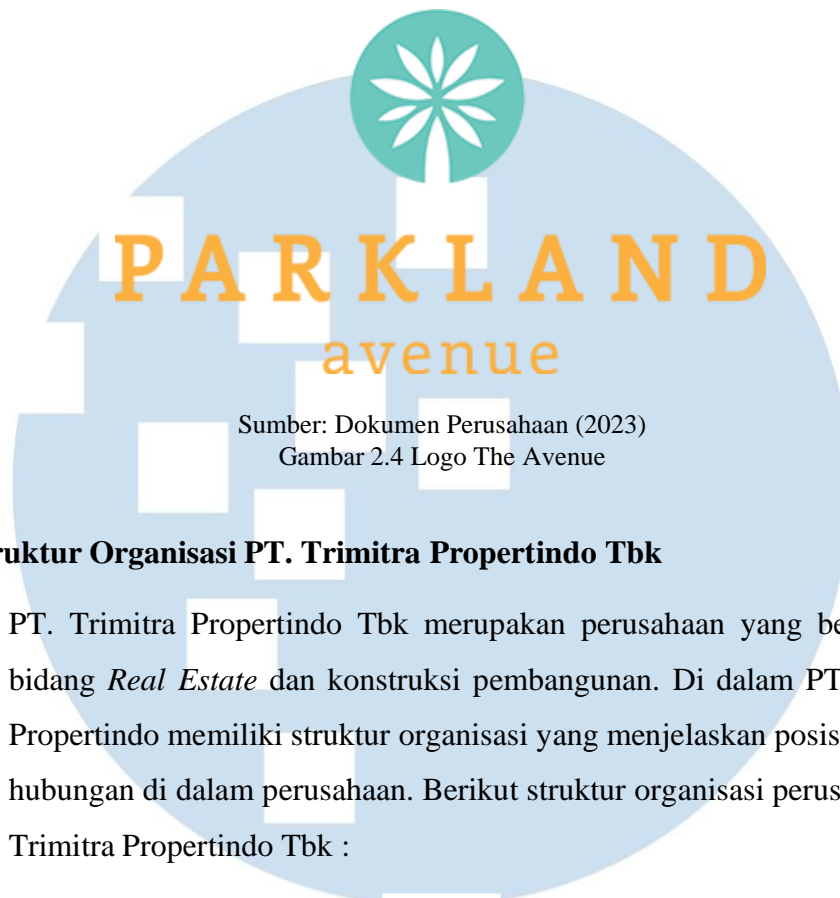 PARKLAND
avenue
Sumber: Dokumen Perusahaan (2023)
Gambar 2.4 Logo The Avenue
ruktur Organisasi PT. Trimitra Propertindo Tbk
PT. Trimitra Propertindo Tbk merupakan perusahaan yang be
bidang Real Estate dan konstruksi pembangunan. Di dalam PT
Propertindo memiliki struktur organisasi yang menjelaskan posis
hubungan di dalam perusahaan. Berikut struktur organisasi perus
Trimitra Propertindo Tbk :